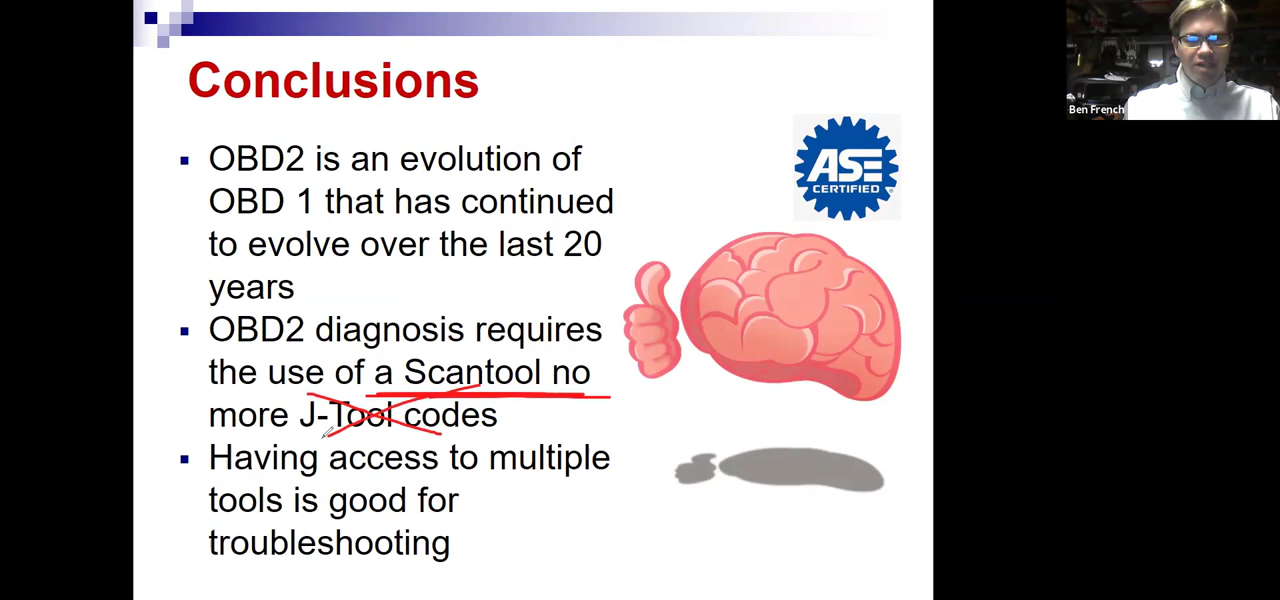 Conclusions
▪ OBD2 is an evolution of
OBD 1 that has continued
to evolve over the last 20
years
▪ OBD2 diagnosis requires
the use of a Scantool no
more J-Tool codes
▪ Having access to multiple
tools is good for
troubleshooting
ASE
CERTIFIED
Ben French